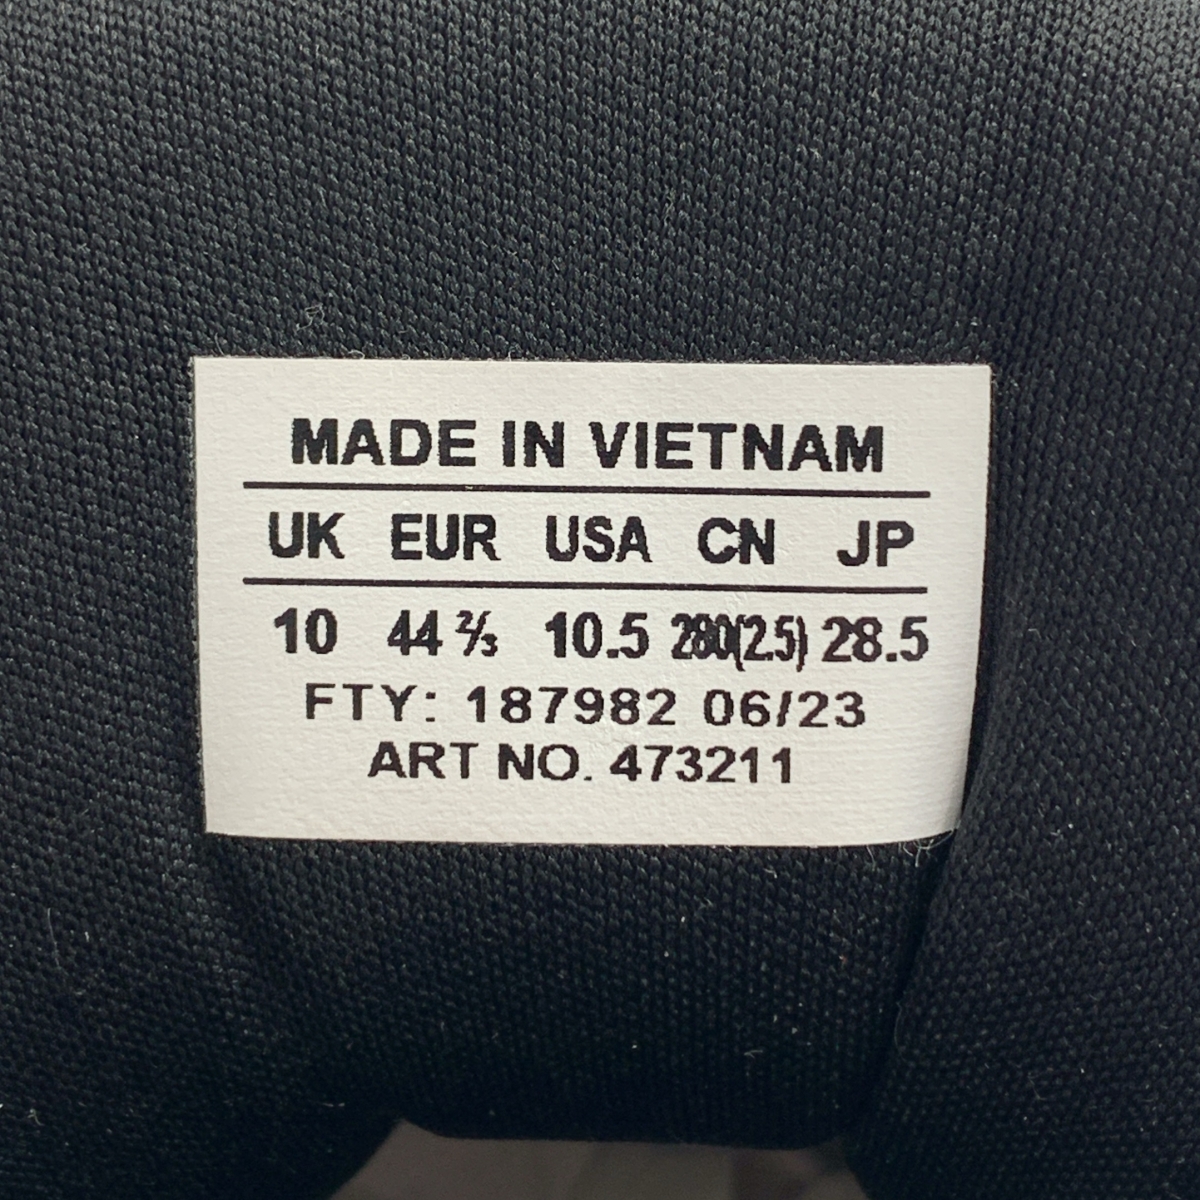 MADE IN VIETNAM
UK EUR USA CN JP
10 44 ⅔ 10.5 280(2.5) 28.5
FTY: 187982 06/23
ART NO. 473211